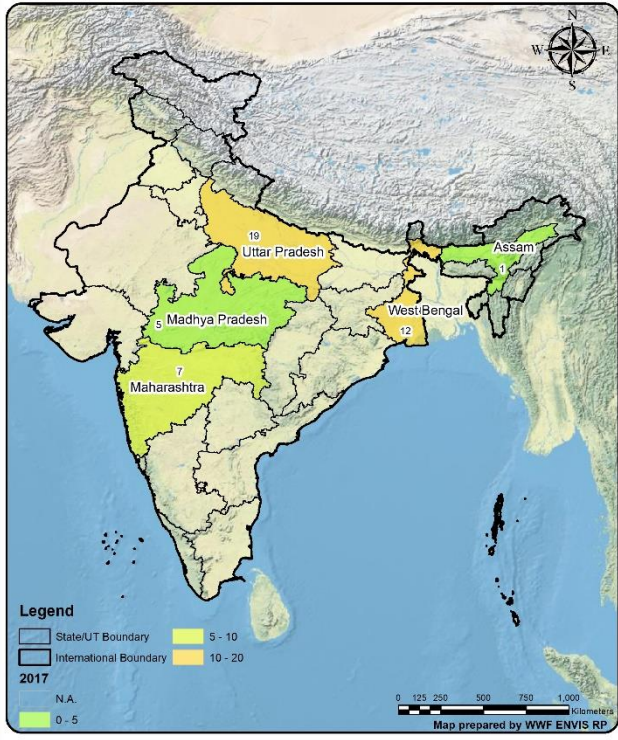 N
W E
S
19
Uttar Pradesh
Assam
1
5 Madhya Pradesh
West Bengal
12
7
Maharashtra
Legend
State/UT Boundary
International Boundary
2017
N.A.
0 - 5
5 - 10
10 - 20
0 125 250 500 750 1,000
Kilometers
Map prepared by WWF ENVIS RP